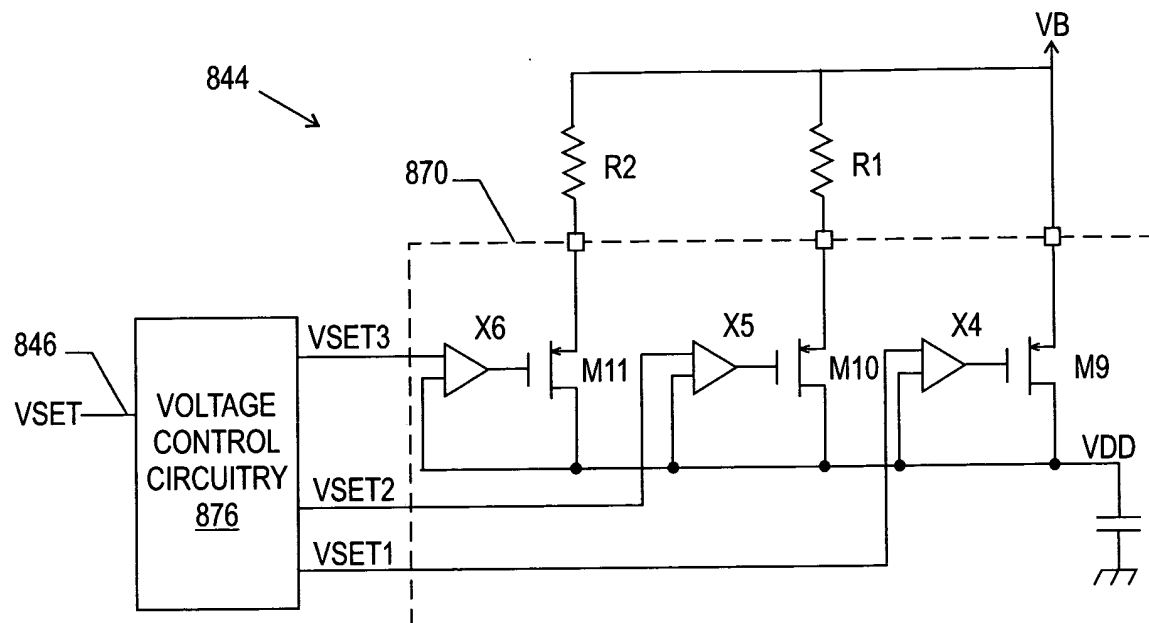 VB
844
R2
R1
870
VSET3
X6
X5
X4
846
M11
M10
M9
VSET
VOLTAGE
CONTROL
CIRCUITRY
876
VDD
VSET2
VSET1